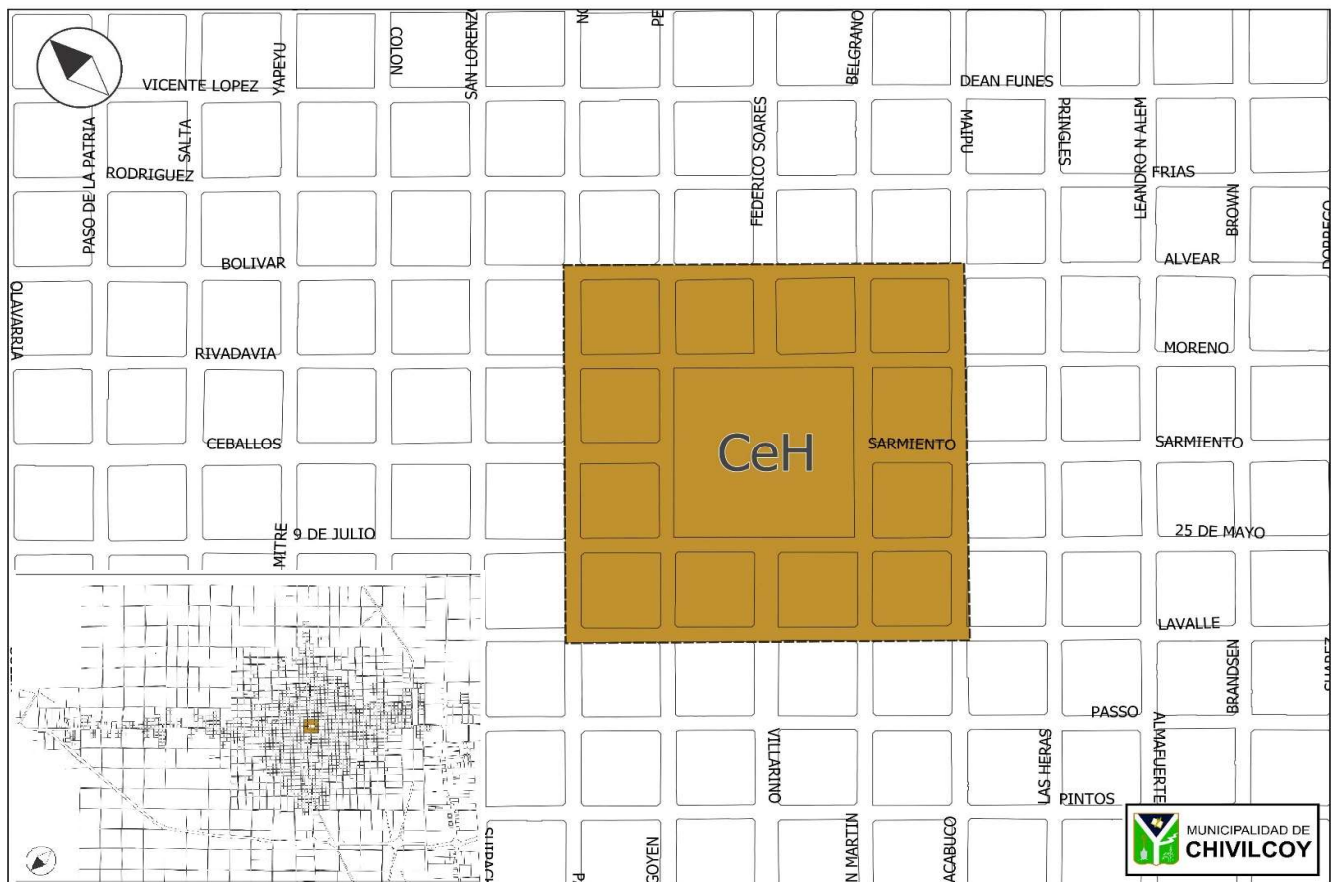 COLON
SAN LORENZO
BELGRANO
YAPEYU
VICENTE LOPEZ
DEAN FUNES
PASO DE LA PATRIA
SALTA
FEDERICO SOARES
MAIPU
PRINGLES
LEANDRO N ALEM
RODRIGUEZ
FRIAS
BROWN
BOLIVAR
ALVEAR
OLAVARRIA
RIVADAVIA
MORENO
CEBALLOS
CeH
SARMIENTO
SARMIENTO
MITRE
9 DE JULIO
25 DE MAYO
LAVALLE
BRANDSEN
PASSO
ALMAFUERTE
VILLARINO
LAS HERAS
PINTOS
GOYEN
N MARTIN
ACABUCO
MUNICIPALIDAD DE
CHIVILCOY